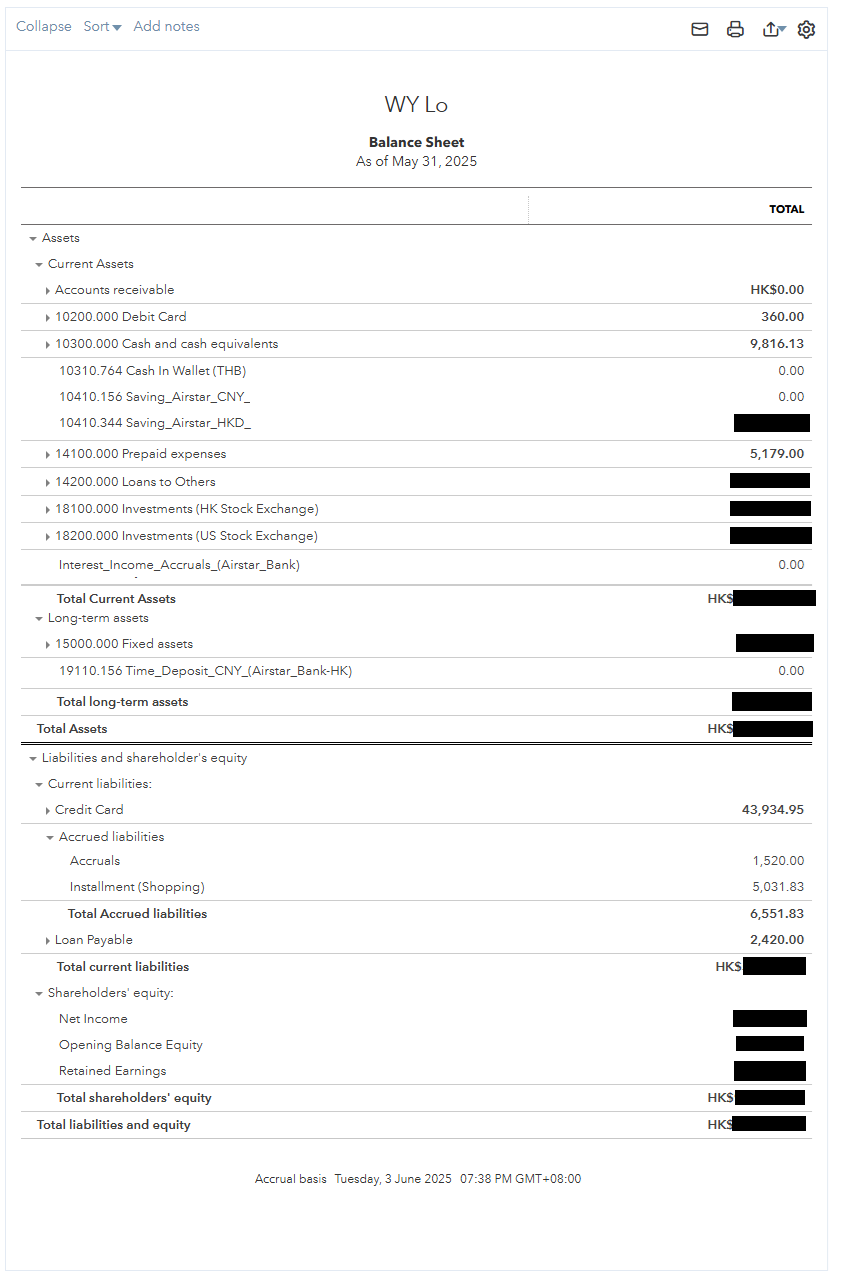 Collapse Sort Add notes
WY Lo
Balance Sheet
As of May 31, 2025
TOTAL
Assets
Current Assets
Accounts receivable HK$0.00
10200.000 Debit Card 360.00
10300.000 Cash and cash equivalents 9,816.13
10310.764 Cash In Wallet (THB) 0.00
10410.156 Saving_Airstar_CNY_ 0.00
10410.344 Saving_Airstar_HKD_
14100.000 Prepaid expenses 5,179.00
14200.000 Loans to Others
18100.000 Investments (HK Stock Exchange)
18200.000 Investments (US Stock Exchange)
Interest_Income_Accruals_(Airstar_Bank) 0.00
Total Current Assets HK$
Long-term assets
15000.000 Fixed assets
19110.156 Time_Deposit_CNY_(Airstar_Bank-HK) 0.00
Total long-term assets
Total Assets HK$
Liabilities and shareholder's equity
Current liabilities:
Credit Card 43,934.95
Accrued liabilities
Accruals 1,520.00
Installment (Shopping) 5,031.83
Total Accrued liabilities 6,551.83
Loan Payable 2,420.00
Total current liabilities HK$
Shareholders' equity:
Net Income
Opening Balance Equity
Retained Earnings
Total shareholders' equity HK$
Total liabilities and equity HK$
Accrual basis Tuesday, 3 June 2025 07:38 PM GMT+08:00